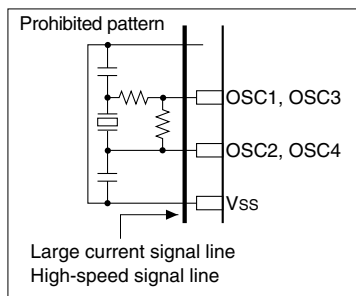 Prohibited pattern
OSC1, OSC3
OSC2, OSC4
VSS
Large current signal line
High-speed signal line